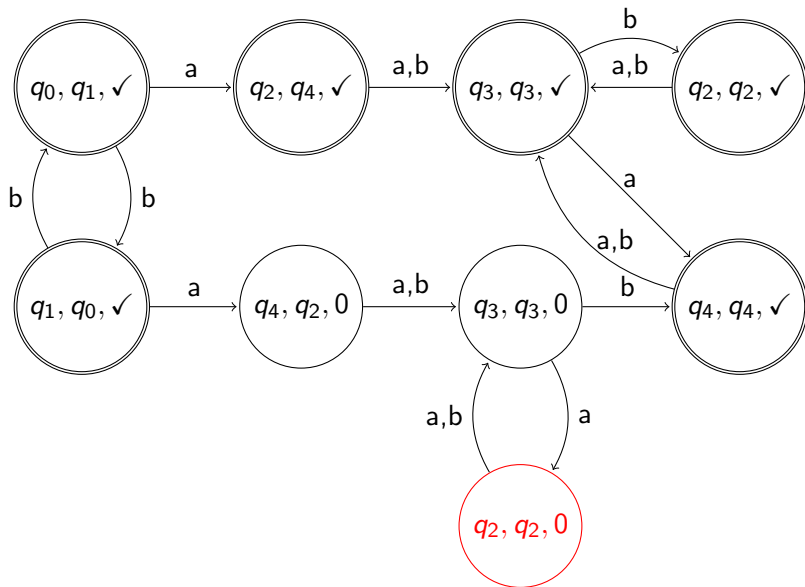 b
a a,b a,b
q₀, q₁, ✓ q₂, q₄, ✓ q₃, q₃, ✓ q₂, q₂, ✓
a
b b
a,b
a a,b b
q₁, q₀, ✓ q₄, q₂, 0 q₃, q₃, 0 q₄, q₄, ✓
a,b a
q₂, q₂, 0